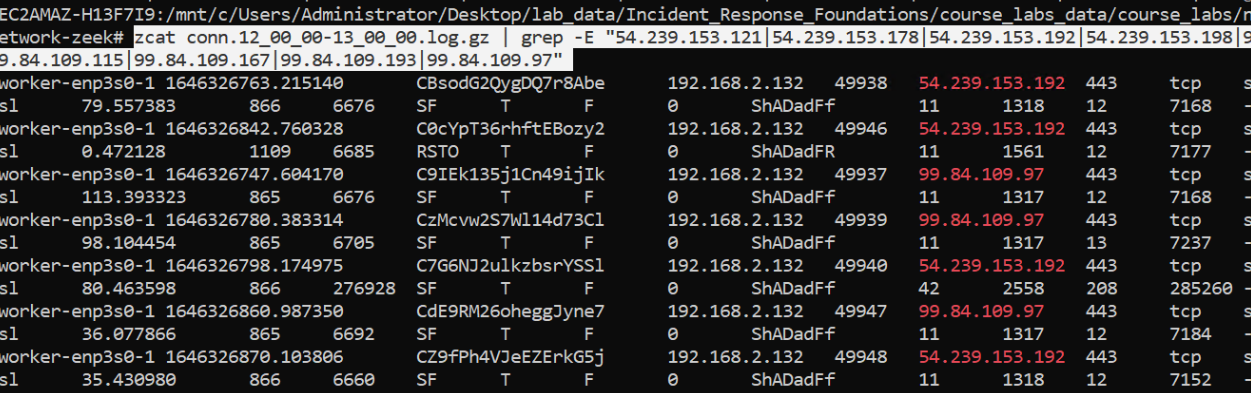 EC2AMAZ-H13F7I9:/mnt/c/Users/Administrator/Desktop/lab_data/Incident_Response_Foundations/course_labs_data/course_labs/n
etwork-zeek# zcat conn.12_00_00-13_00_00.log.gz | grep -E "54.239.153.121|54.239.153.178|54.239.153.192|54.239.153.198|9
9.84.109.115|99.84.109.167|99.84.109.193|99.84.109.97"
worker-enp3s0-1 1646326763.215140 CBsodG2QygDQ7r8Abe 192.168.2.132 49938 54.239.153.192 443 tcp s
sl 79.557383 866 6676 SF T F 0 ShADadFf 11 1318 12 7168 -
worker-enp3s0-1 1646326842.760328 C0cYpT36rhftEBozy2 192.168.2.132 49946 54.239.153.192 443 tcp s
sl 0.472128 1109 6685 RSTO T F 0 ShADadFR 11 1561 12 7177 -
worker-enp3s0-1 1646326747.604170 C9IEk135j1Cn49ijIk 192.168.2.132 49937 99.84.109.97 443 tcp s
sl 113.393323 865 6676 SF T F 0 ShADadFf 11 1317 12 7168 -
worker-enp3s0-1 1646326780.383314 CzMcvw2S7Wl14d73Cl 192.168.2.132 49939 99.84.109.97 443 tcp s
sl 98.104454 865 6705 SF T F 0 ShADadFf 11 1317 13 7237 -
worker-enp3s0-1 1646326798.174975 C7G6NJ2ulkzbsrYSSl 192.168.2.132 49940 54.239.153.192 443 tcp s
sl 80.463598 866 276928 SF T F 0 ShADadFf 42 2558 208 285260 -
worker-enp3s0-1 1646326860.987350 CdE9RM26oheggJyne7 192.168.2.132 49947 99.84.109.97 443 tcp s
sl 36.077866 865 6692 SF T F 0 ShADadFf 11 1317 12 7184 -
worker-enp3s0-1 1646326870.103806 CZ9fPh4VJeEZErkG5j 192.168.2.132 49948 54.239.153.192 443 tcp s
sl 35.430980 866 6660 SF T F 0 ShADadFf 11 1318 12 7152 -